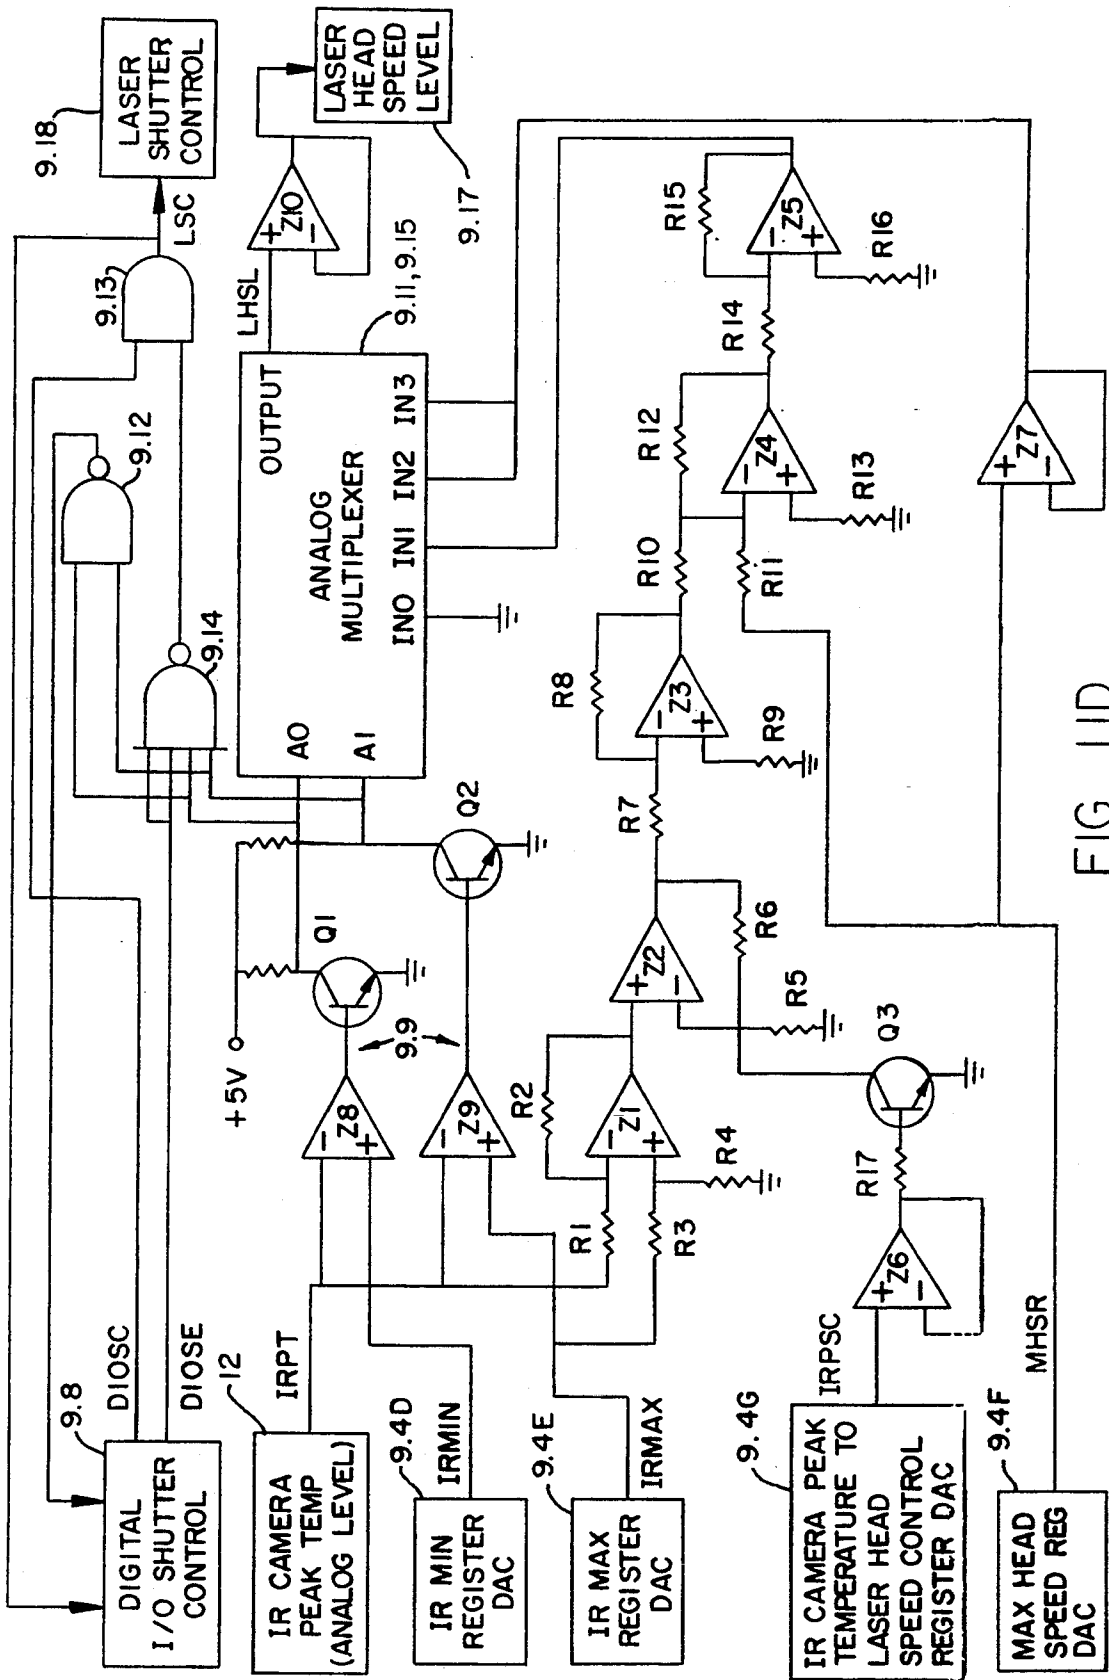 9.8
DIGITAL
I/O SHUTTER
CONTROL
DIOSC
DIOSE
12
IR CAMERA
PEAK TEMP
(ANALOG LEVEL)
IRPT
9.4D
IR MIN
REGISTER
DAC
IRMIN
9.4E
IR MAX
REGISTER
DAC
IRMAX
9.4G
IR CAMERA PEAK
TEMPERATURE TO
LASER HEAD
SPEED CONTROL
REGISTER DAC
IRPSC
9.4F
MAX HEAD
SPEED REG
DAC
MHSR
+5V
Q1
Q2
9.9
- Z8 +
- Z9 +
R1
R2
R3
R4
- Z1 +
+ Z2 -
R5
R6
Q3
R17
+ Z6 -
R7
R8
R9
- Z3 +
R10
R11
R12
R13
- Z4 +
R14
R15
R16
- Z5 +
+ Z7 -
9.14
9.12
9.13
LSC
9.18
LASER
SHUTTER
CONTROL
A0
A1
OUTPUT
ANALOG
MULTIPLEXER
IN0 IN1 IN2 IN3
9.11, 9.15
LHSL
+ Z10 -
LASER
HEAD
SPEED
LEVEL
9.17
FIG 11D